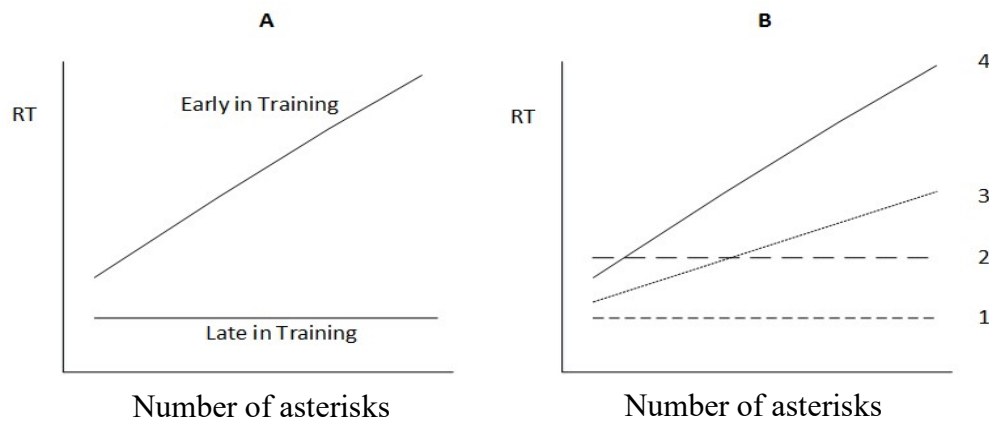 A
RT
Early in Training
Late in Training
Number of asterisks
B
RT
4
3
2
1
Number of asterisks